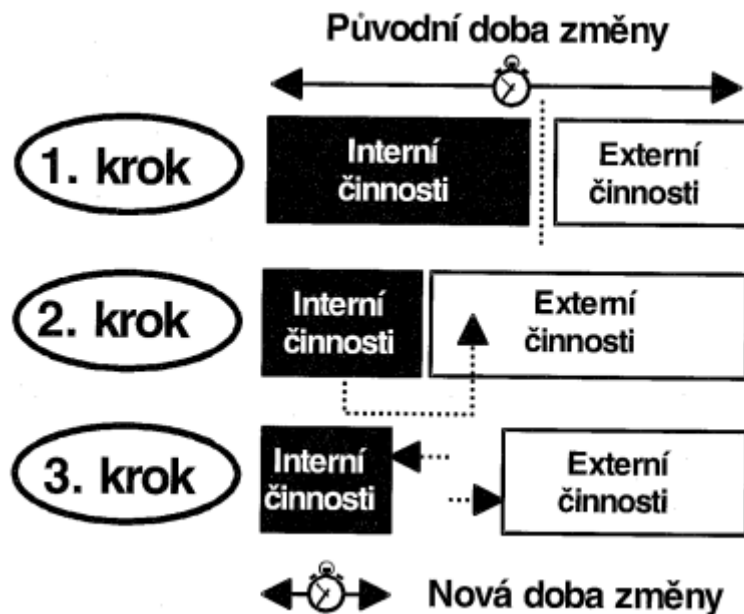 Původní doba změny
1. krok
Interní
činnosti
Externí
činnosti
2. krok
Interní
činnosti
Externí
činnosti
3. krok
Interní
činnosti
Externí
činnosti
Nová doba změny